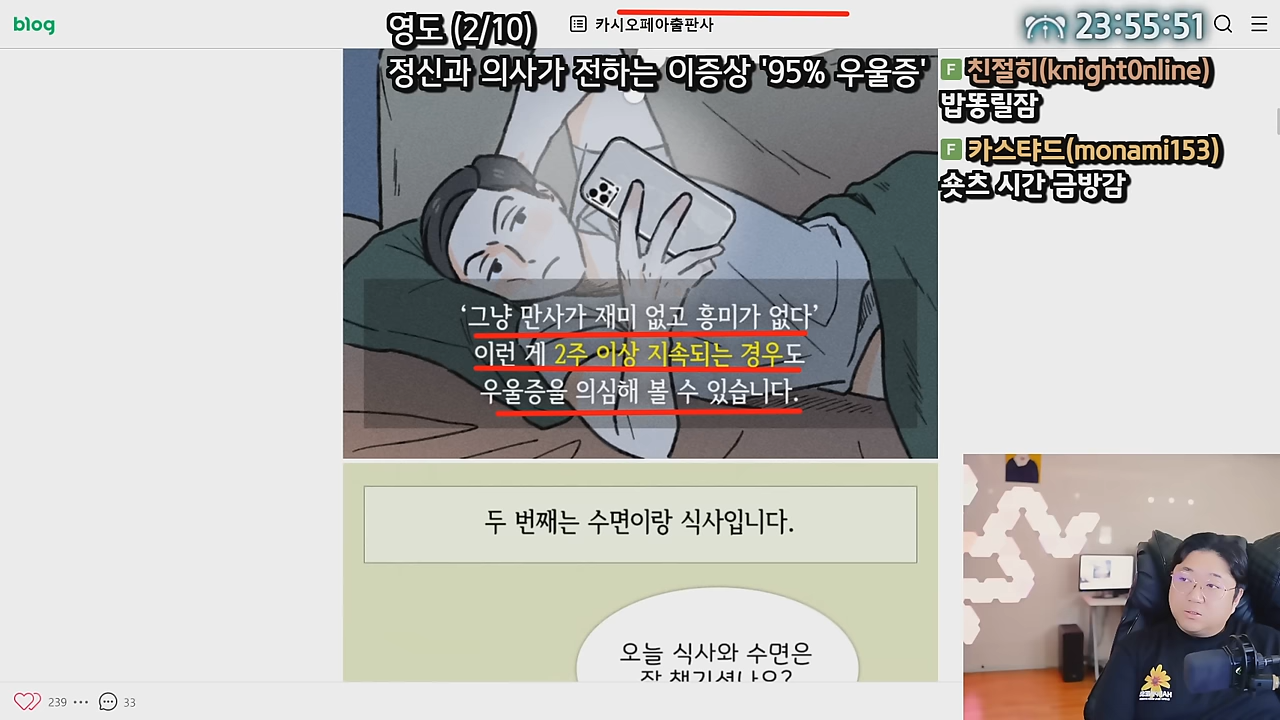 blog
카시오페아출판사
영도 (2/10)
정신과 의사가 전하는 이증상 '95% 우울증'
23:55:51
F 친절히(knight0nline)
밥똥릴잠
F 카스탸드(monami153)
숏츠 시간 금방감
‘그냥 만사가 재미 없고 흥미가 없다’
이런 게 2주 이상 지속되는 경우도
우울증을 의심해 볼 수 있습니다.
두 번째는 수면이랑 식사입니다.
오늘 식사와 수면은
잘 챙기셨나요?
239
33